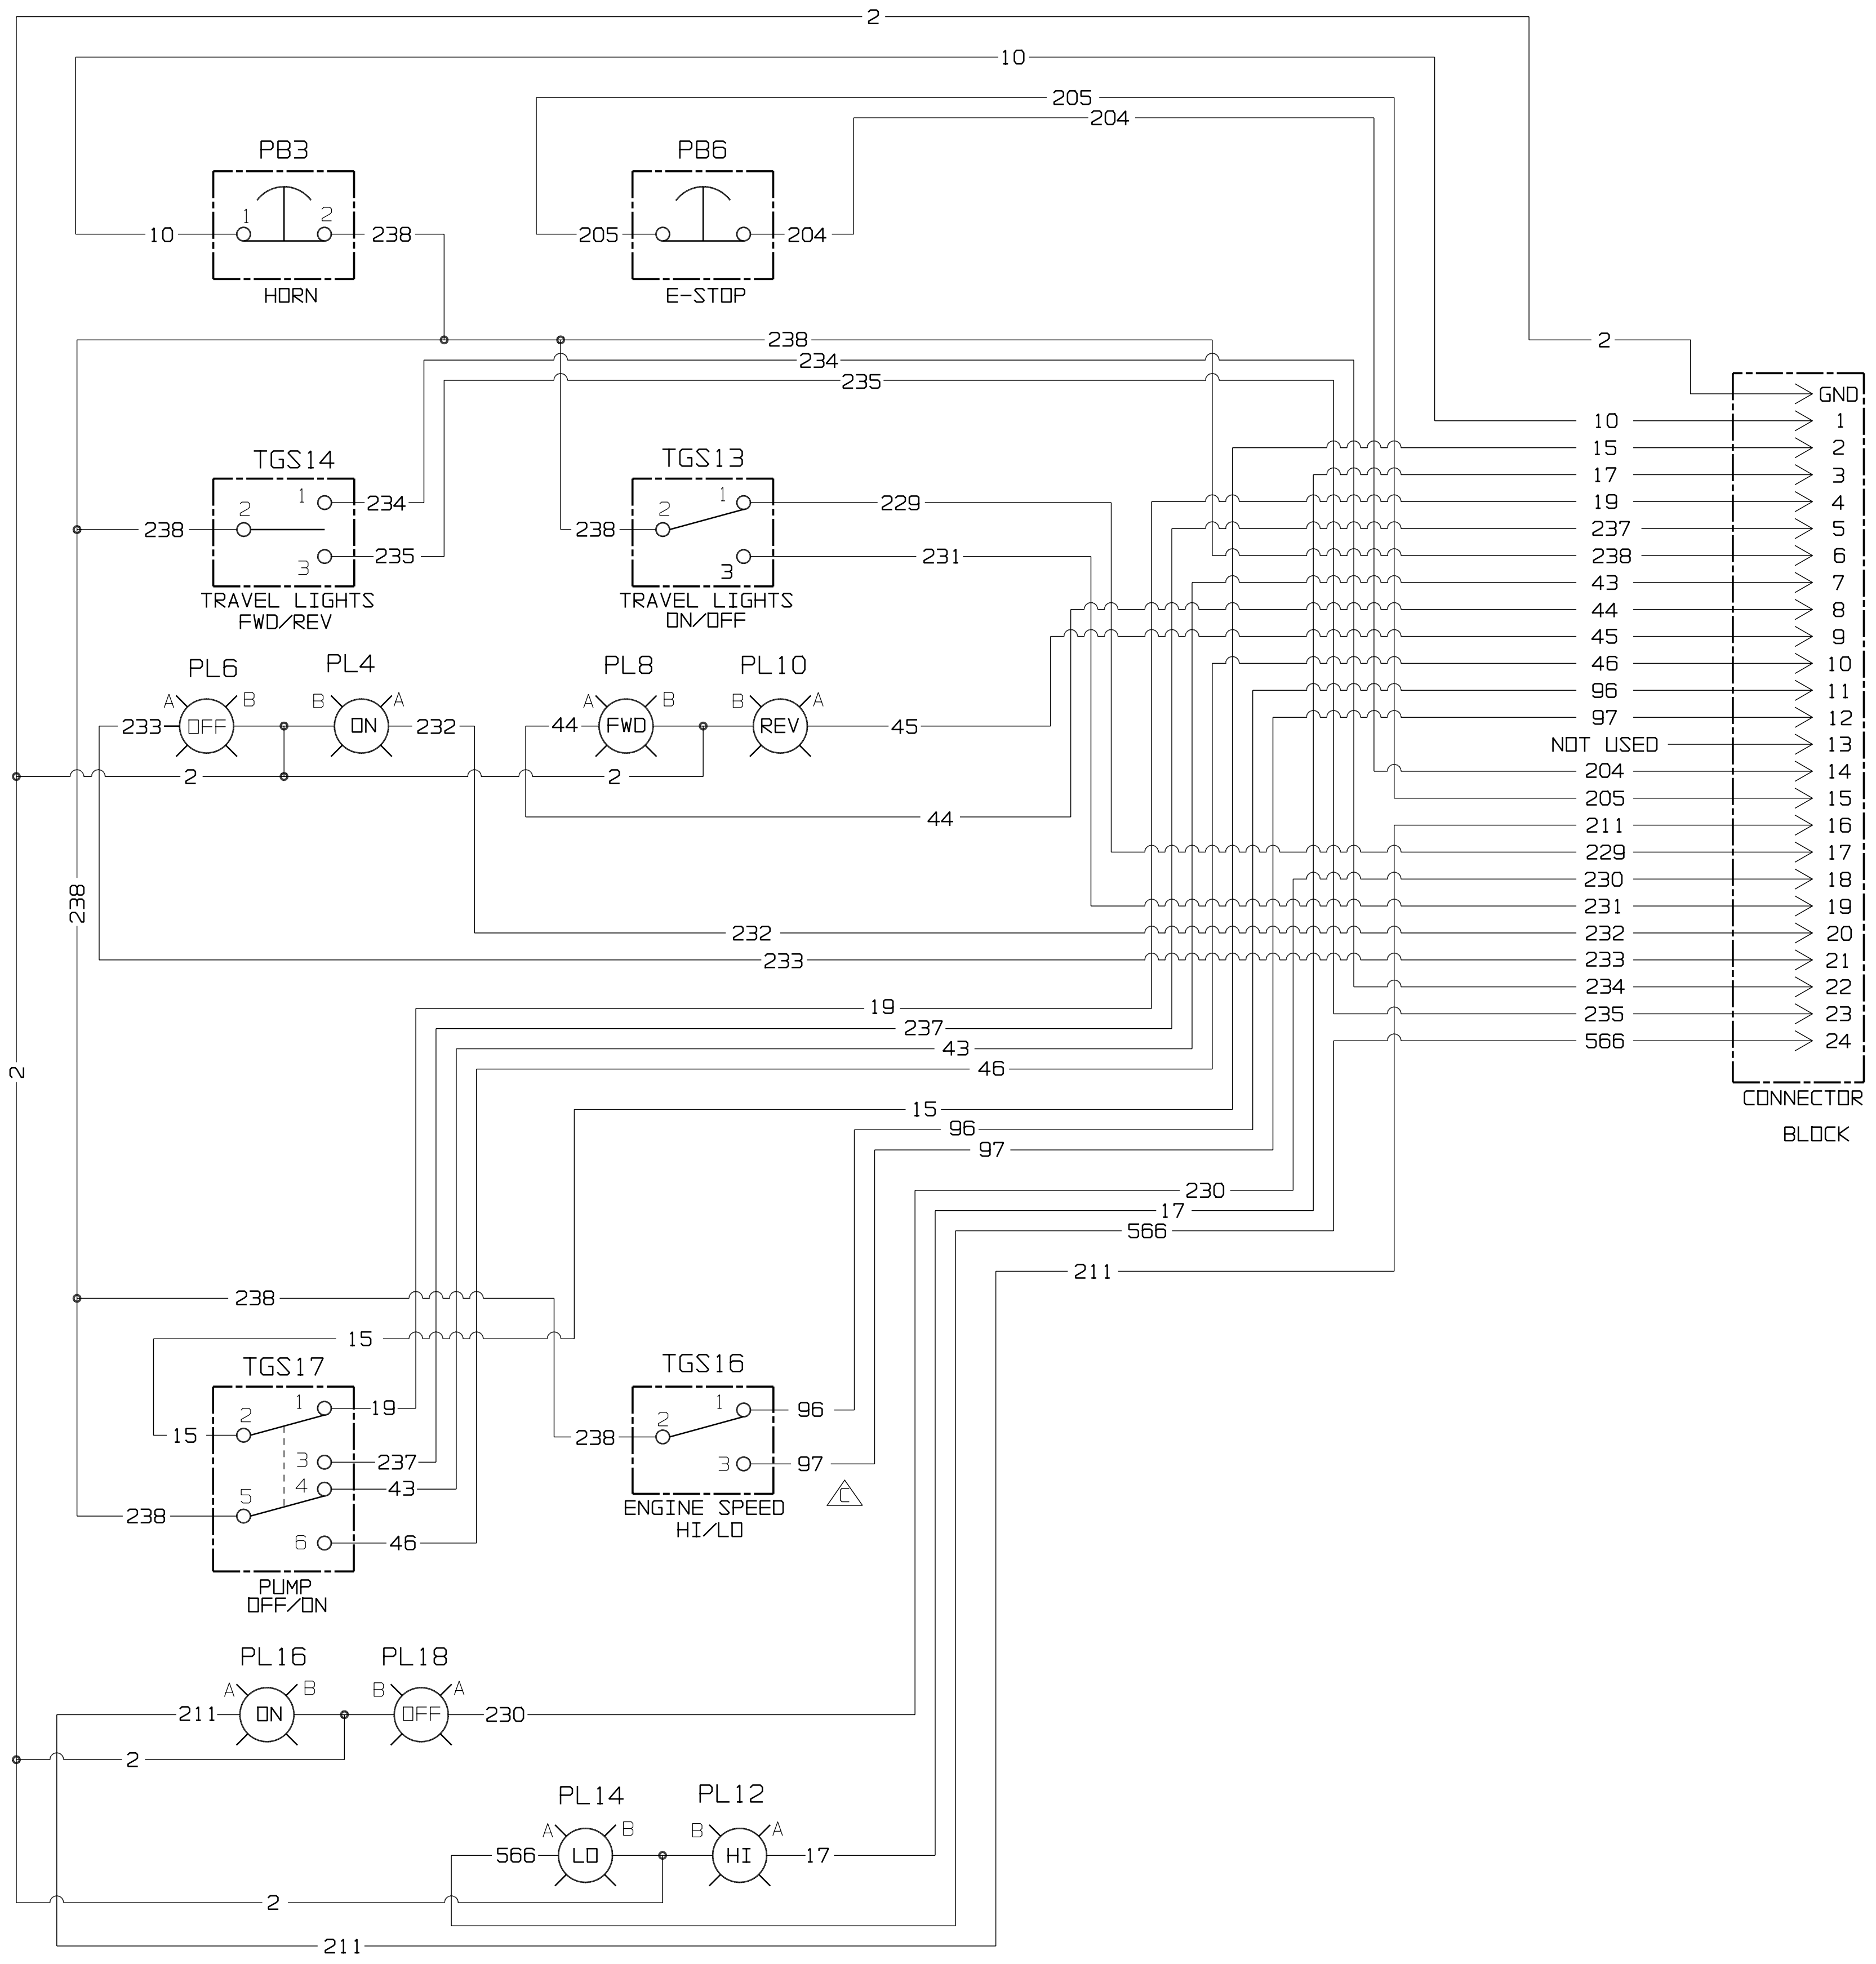 2
10
205
204
PB3
PB6
1
2
10
238
205
204
HORN
E-STOP
238
2
234
235
GND
10
1
TGS14
TGS13
15
2
17
3
1
234
2
238
1
229
2
238
19
4
237
5
3
235
3
231
238
6
43
7
TRAVEL LIGHTS
FWD/REV
TRAVEL LIGHTS
ON/OFF
44
8
45
9
PL6
PL4
PL8
PL10
46
10
A
B
B
A
A
B
B
A
96
11
233
OFF
ON
232
44
FWD
REV
45
97
12
NOT USED
13
2
2
204
14
205
15
44
211
16
229
17
238
230
18
231
19
232
232
20
233
233
21
234
22
19
235
23
237
566
24
43
46
2
CONNECTOR
BLOCK
15
96
97
230
17
566
211
238
15
TGS17
TGS16
1
19
2
15
3
237
4
43
5
238
6
46
1
96
2
238
3
97
C
PUMP
OFF/ON
ENGINE SPEED
HI/LO
PL16
PL18
A
B
B
A
211
ON
OFF
230
2
PL14
PL12
A
B
B
A
566
LO
HI
17
2
211